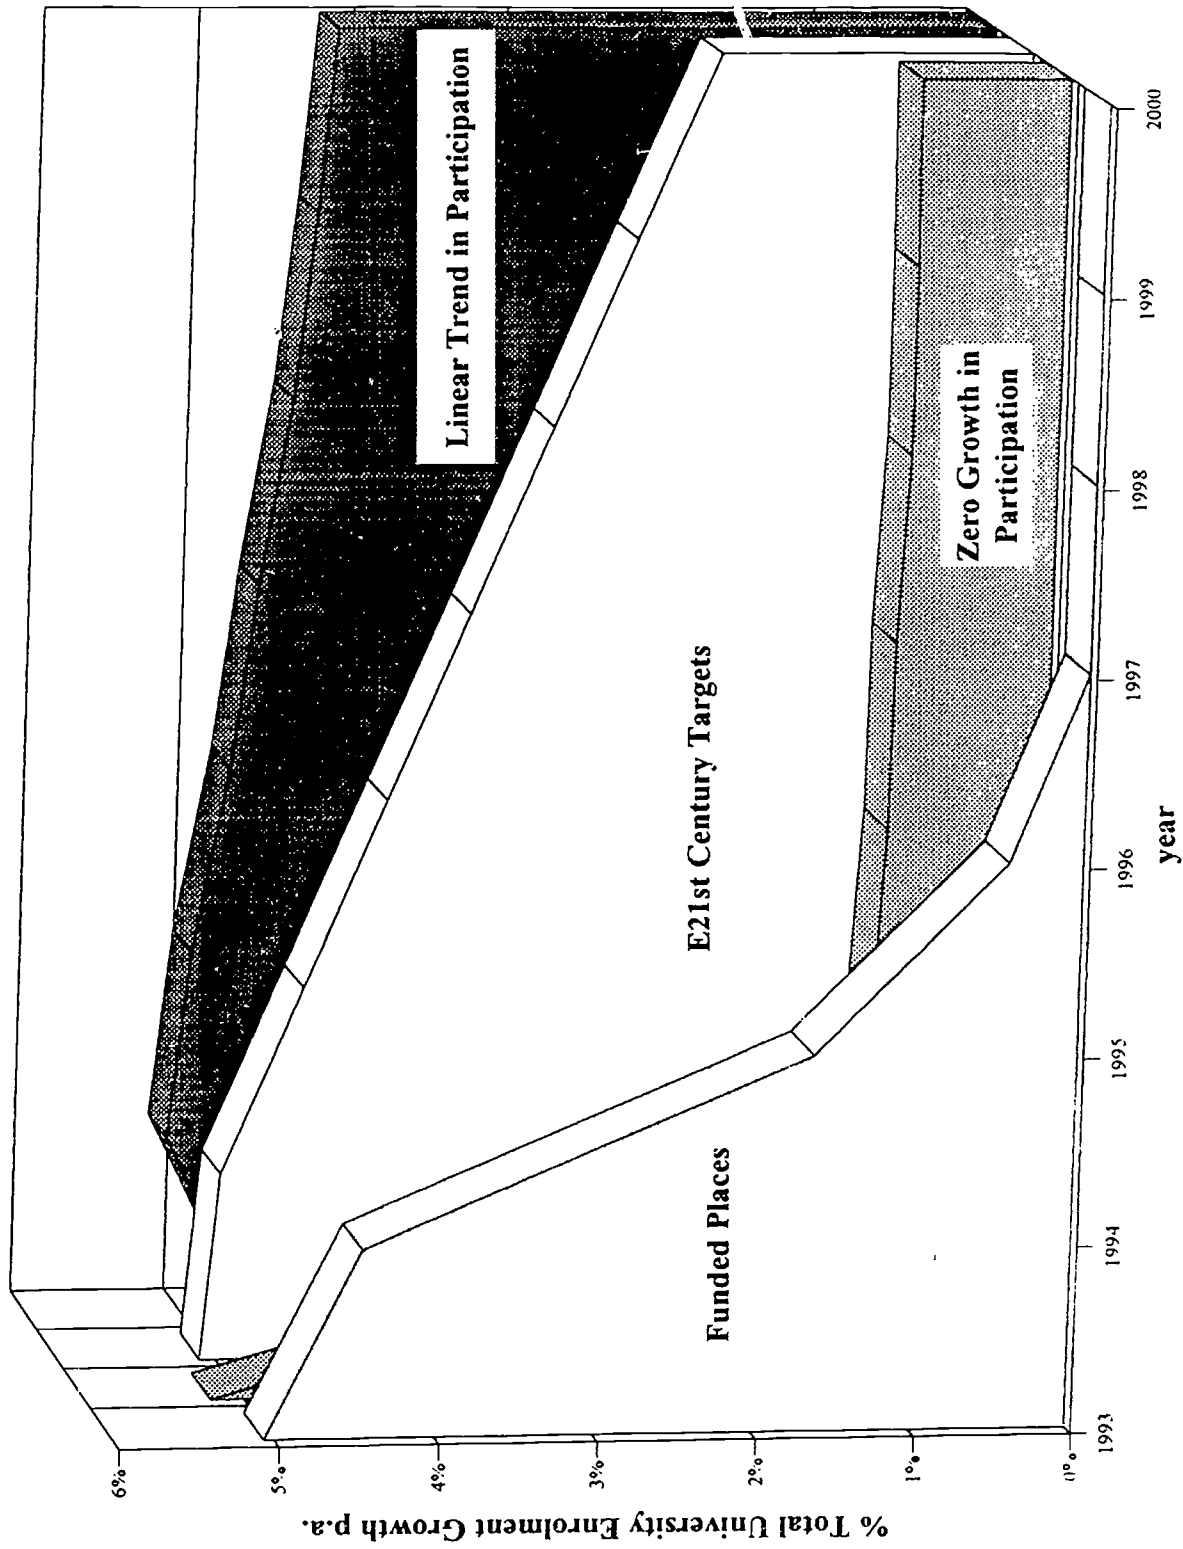 % Total University Enrolment Growth p.a.
6%
5%
4%
3%
2%
1%
0%
Linear Trend in Participation
E21st Century Targets
Zero Growth in
Participation
Funded Places
1993
1994
1995
1996
1997
1998
1999
2000
year